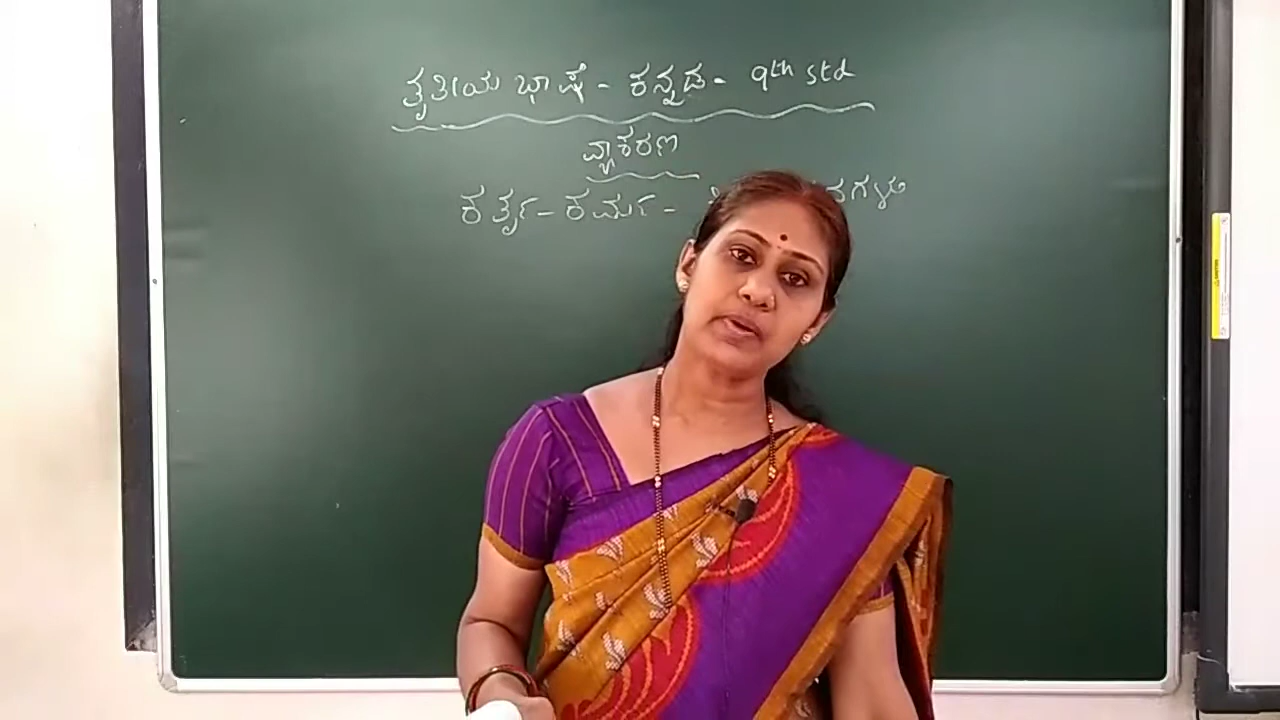 ತೃತೀಯ ಭಾಷೆ - ಕನ್ನಡ - 9th std
ವ್ಯಾಕರಣ
ಕರ್ತೃ - ಕರ್ಮ -